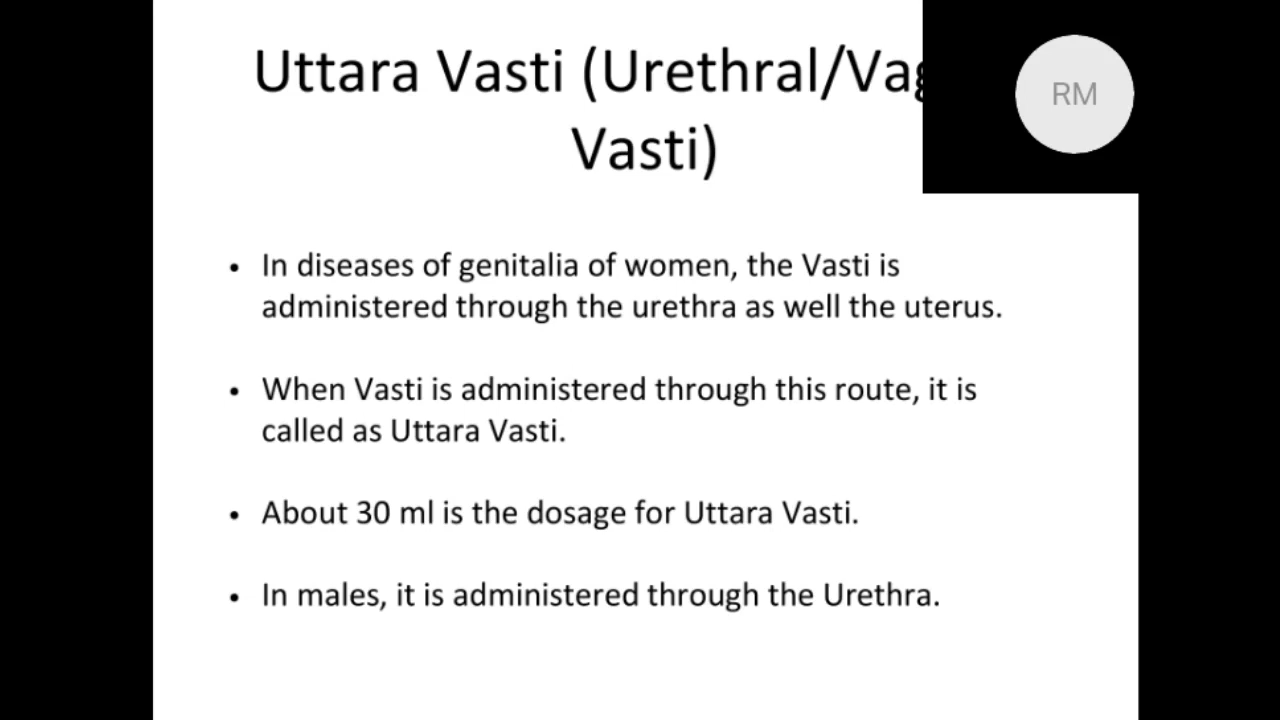 Uttara Vasti (Urethral/
Vasti)
RM
• In diseases of genitalia of women, the Vasti is
administered through the urethra as well the uterus.
• When Vasti is administered through this route, it is
called as Uttara Vasti.
• About 30 ml is the dosage for Uttara Vasti.
• In males, it is administered through the Urethra.